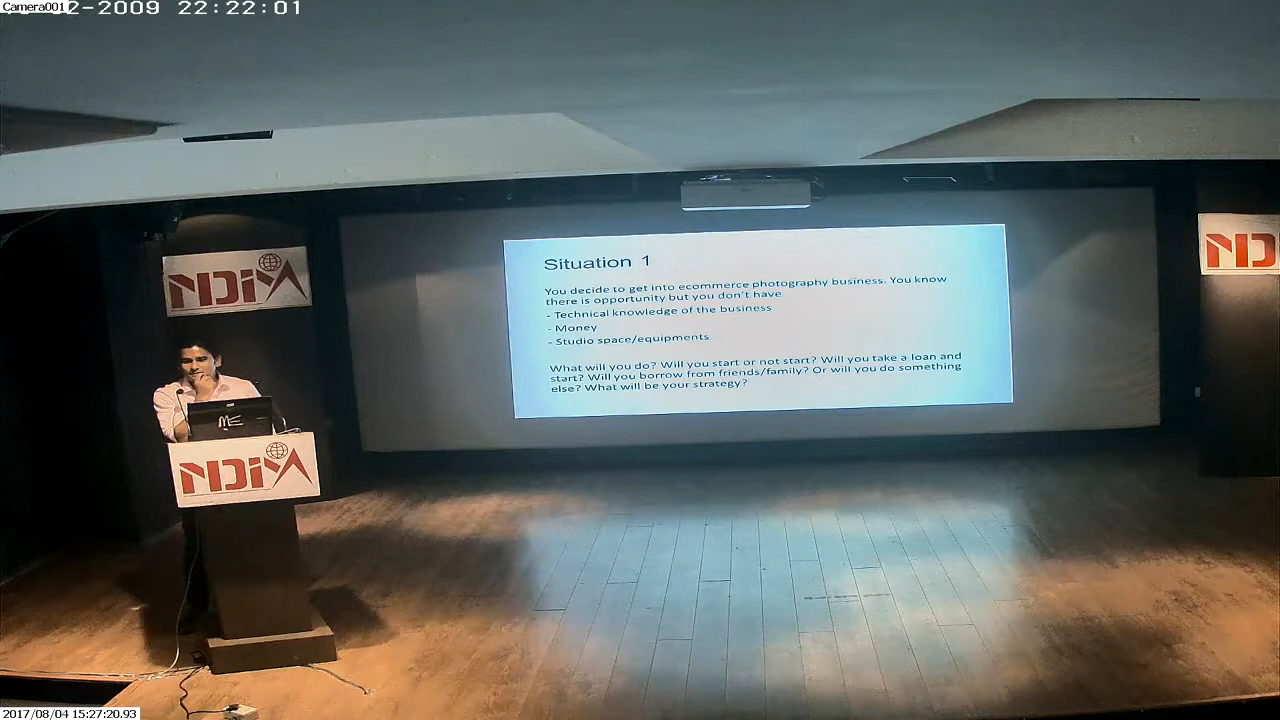 Camera001
2-2009 22:22:01
NDIM
ND
Situation 1
You decide to get into ecommerce photography business. You know
there is opportunity but you don't have
- Technical knowledge of the business
- Money
- Studio space/equipments
What will you do? Will you start or not start? Will you take a loan and
start? Will you borrow from friends/family? Or will you do something
else? What will be your strategy?
ME
NDIM
2017/08/04 15:27:20.93